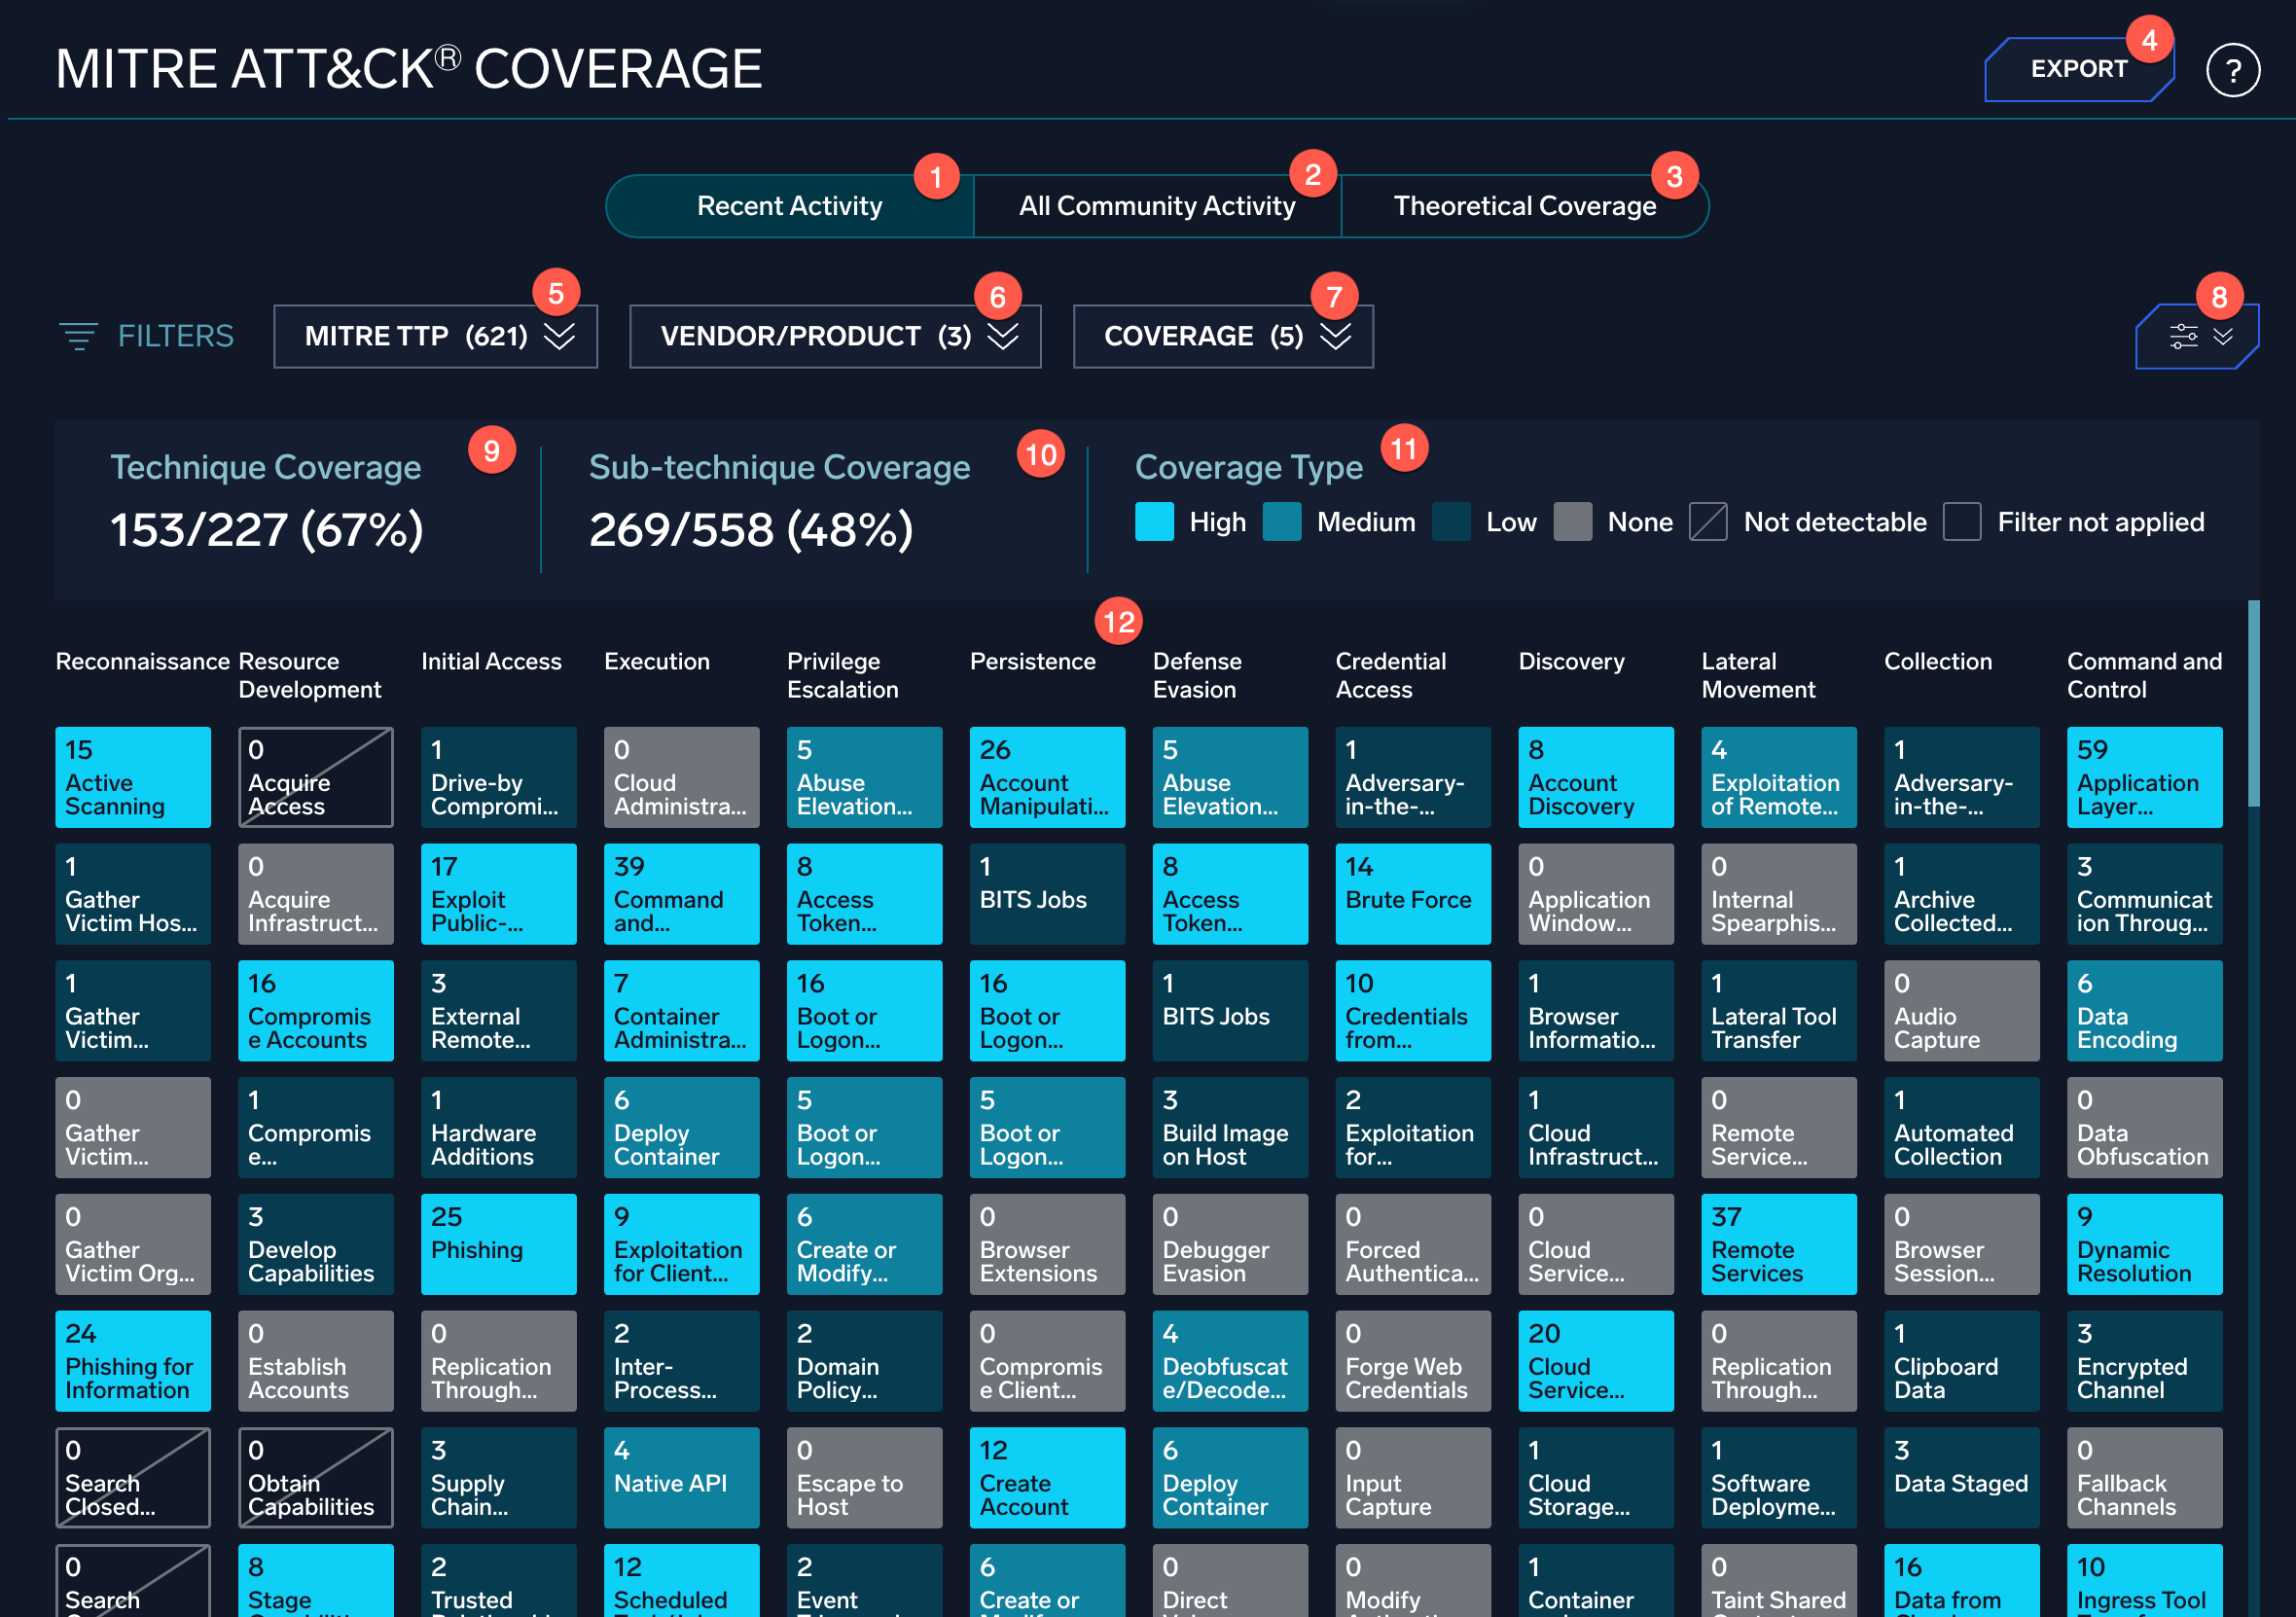 MITRE ATT&CK® COVERAGE
EXPORT
4
?
Recent Activity
1
All Community Activity
2
Theoretical Coverage
3
FILTERS
MITRE TTP (621)
5
VENDOR/PRODUCT (3)
6
COVERAGE (5)
7
8
Technique Coverage
9
153/227 (67%)
Sub-technique Coverage
10
269/558 (48%)
Coverage Type
11
High
Medium
Low
None
Not detectable
Filter not applied
12
Reconnaissance
Resource
Development
Initial Access
Execution
Privilege
Escalation
Persistence
Defense
Evasion
Credential
Access
Discovery
Lateral
Movement
Collection
Command and
Control
15
Active
Scanning
0
Acquire
Access
1
Drive-by
Compromi...
0
Cloud
Administra...
5
Abuse
Elevation...
26
Account
Manipulati...
5
Abuse
Elevation...
1
Adversary-
in-the-...
8
Account
Discovery
4
Exploitation
of Remote...
1
Adversary-
in-the-...
59
Application
Layer...
1
Gather
Victim Hos...
0
Acquire
Infrastruct...
17
Exploit
Public-...
39
Command
and...
8
Access
Token...
1
BITS Jobs
8
Access
Token...
14
Brute Force
0
Application
Window...
0
Internal
Spearphis...
1
Archive
Collected...
3
Communicat
ion Throug...
1
Gather
Victim...
16
Compromis
e Accounts
3
External
Remote...
7
Container
Administra...
16
Boot or
Logon...
16
Boot or
Logon...
1
BITS Jobs
10
Credentials
from...
1
Browser
Informatio...
1
Lateral Tool
Transfer
0
Audio
Capture
6
Data
Encoding
0
Gather
Victim...
1
Compromis
e...
1
Hardware
Additions
6
Deploy
Container
5
Boot or
Logon...
5
Boot or
Logon...
3
Build Image
on Host
2
Exploitation
for...
1
Cloud
Infrastruct...
0
Remote
Service...
1
Automated
Collection
0
Data
Obfuscation
0
Gather
Victim Org...
3
Develop
Capabilities
25
Phishing
9
Exploitation
for Client...
6
Create or
Modify...
0
Browser
Extensions
0
Debugger
Evasion
0
Forced
Authentica...
0
Cloud
Service...
37
Remote
Services
0
Browser
Session...
9
Dynamic
Resolution
24
Phishing for
Information
0
Establish
Accounts
0
Replication
Through...
2
Inter-
Process...
2
Domain
Policy...
0
Compromis
e Client...
4
Deobfuscat
e/Decode...
0
Forge Web
Credentials
20
Cloud
Service...
0
Replication
Through...
1
Clipboard
Data
3
Encrypted
Channel
0
Search
Closed...
0
Obtain
Capabilities
3
Supply
Chain...
4
Native API
0
Escape to
Host
12
Create
Account
6
Deploy
Container
0
Input
Capture
1
Cloud
Storage...
1
Software
Deployme...
3
Data Staged
0
Fallback
Channels
0
Search
8
Stage
2
Trusted
12
Scheduled
2
Event
6
Create or
0
Direct
0
Modify
1
Container
0
Taint Shared
16
Data from
10
Ingress Tool